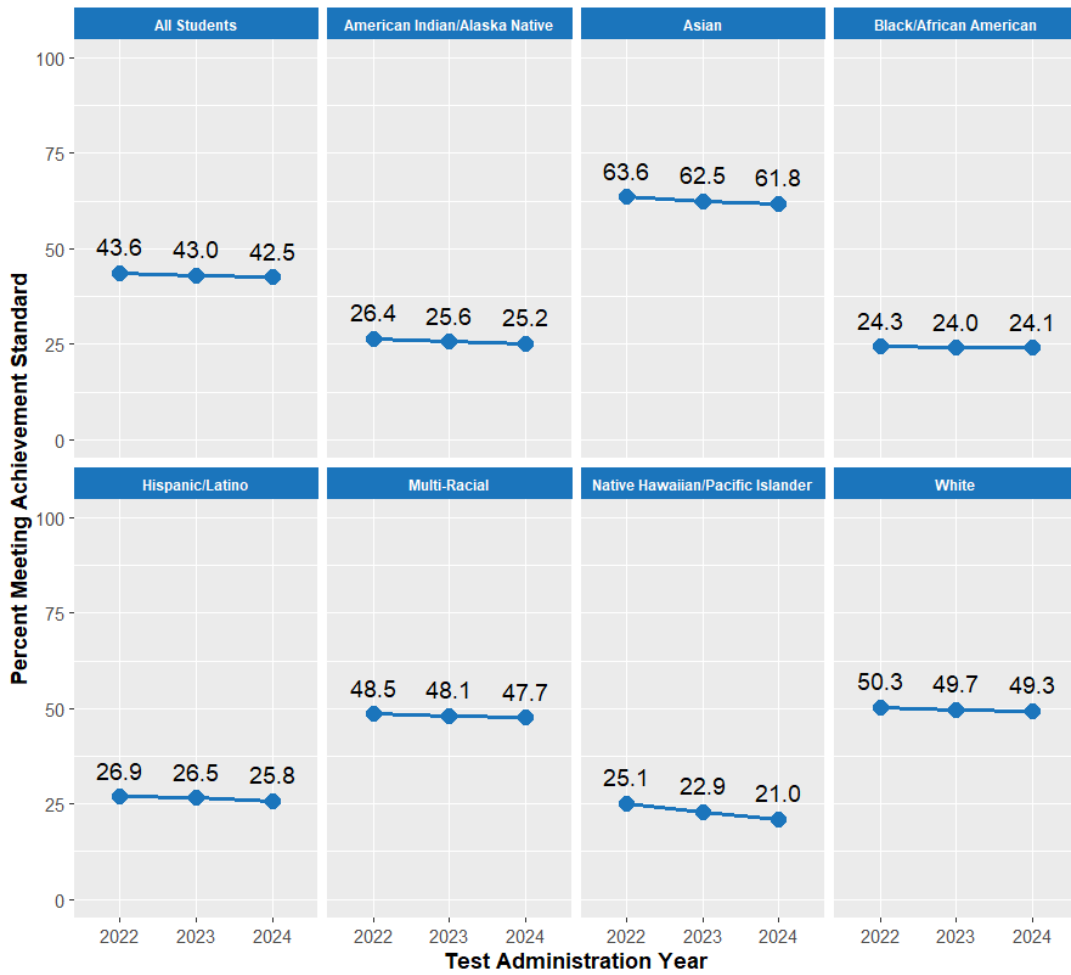 All Students
American Indian/Alaska Native
Asian
Black/African American
Percent Meeting Achievement Standard
100
75
50
25
0
43.6 43.0 42.5
26.4 25.6 25.2
63.6 62.5 61.8
24.3 24.0 24.1
Hispanic/Latino
Multi-Racial
Native Hawaiian/Pacific Islander
White
100
75
50
25
0
26.9 26.5 25.8
48.5 48.1 47.7
25.1 22.9 21.0
50.3 49.7 49.3
2022 2023 2024
2022 2023 2024
2022 2023 2024
2022 2023 2024
Test Administration Year